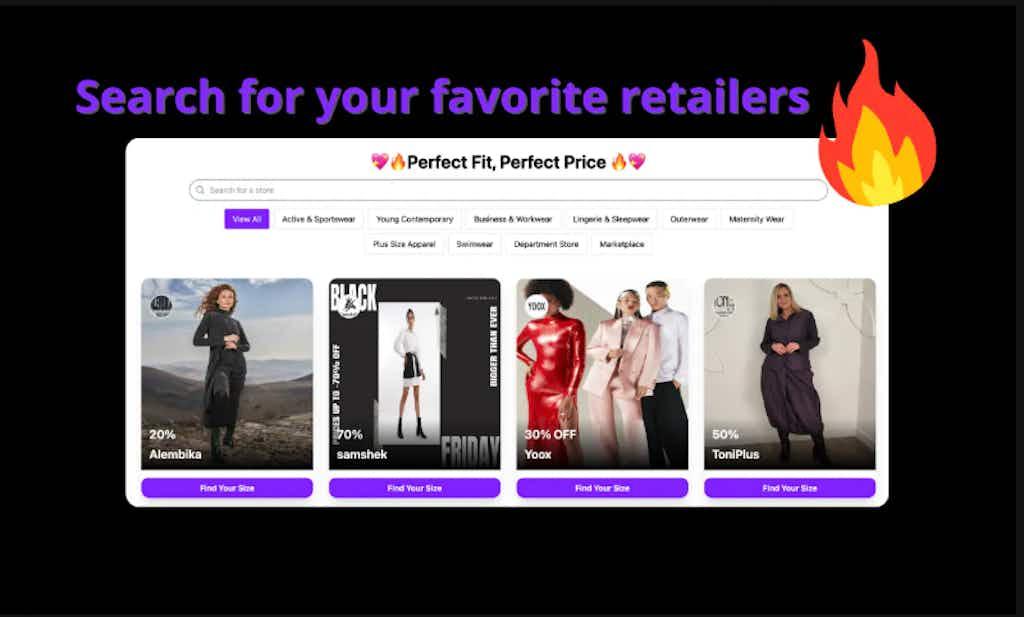 Search for your favorite retailers
💖🔥Perfect Fit, Perfect Price 🔥💖
Search for a store
View All
Active & Sportswear
Young Contemporary
Business & Workwear
Lingerie & Sleepwear
Outerwear
Maternity Wear
Plus Size Apparel
Swimwear
Department Store
Marketplace
20%
Alembika
Find Your Size
BLACK
PRICES UP TO -70% OFF
BIGGER THAN EVER
FRIDAY
70%
samshek
Find Your Size
YOOX
30% OFF
Yoox
Find Your Size
50%
ToniPlus
Find Your Size